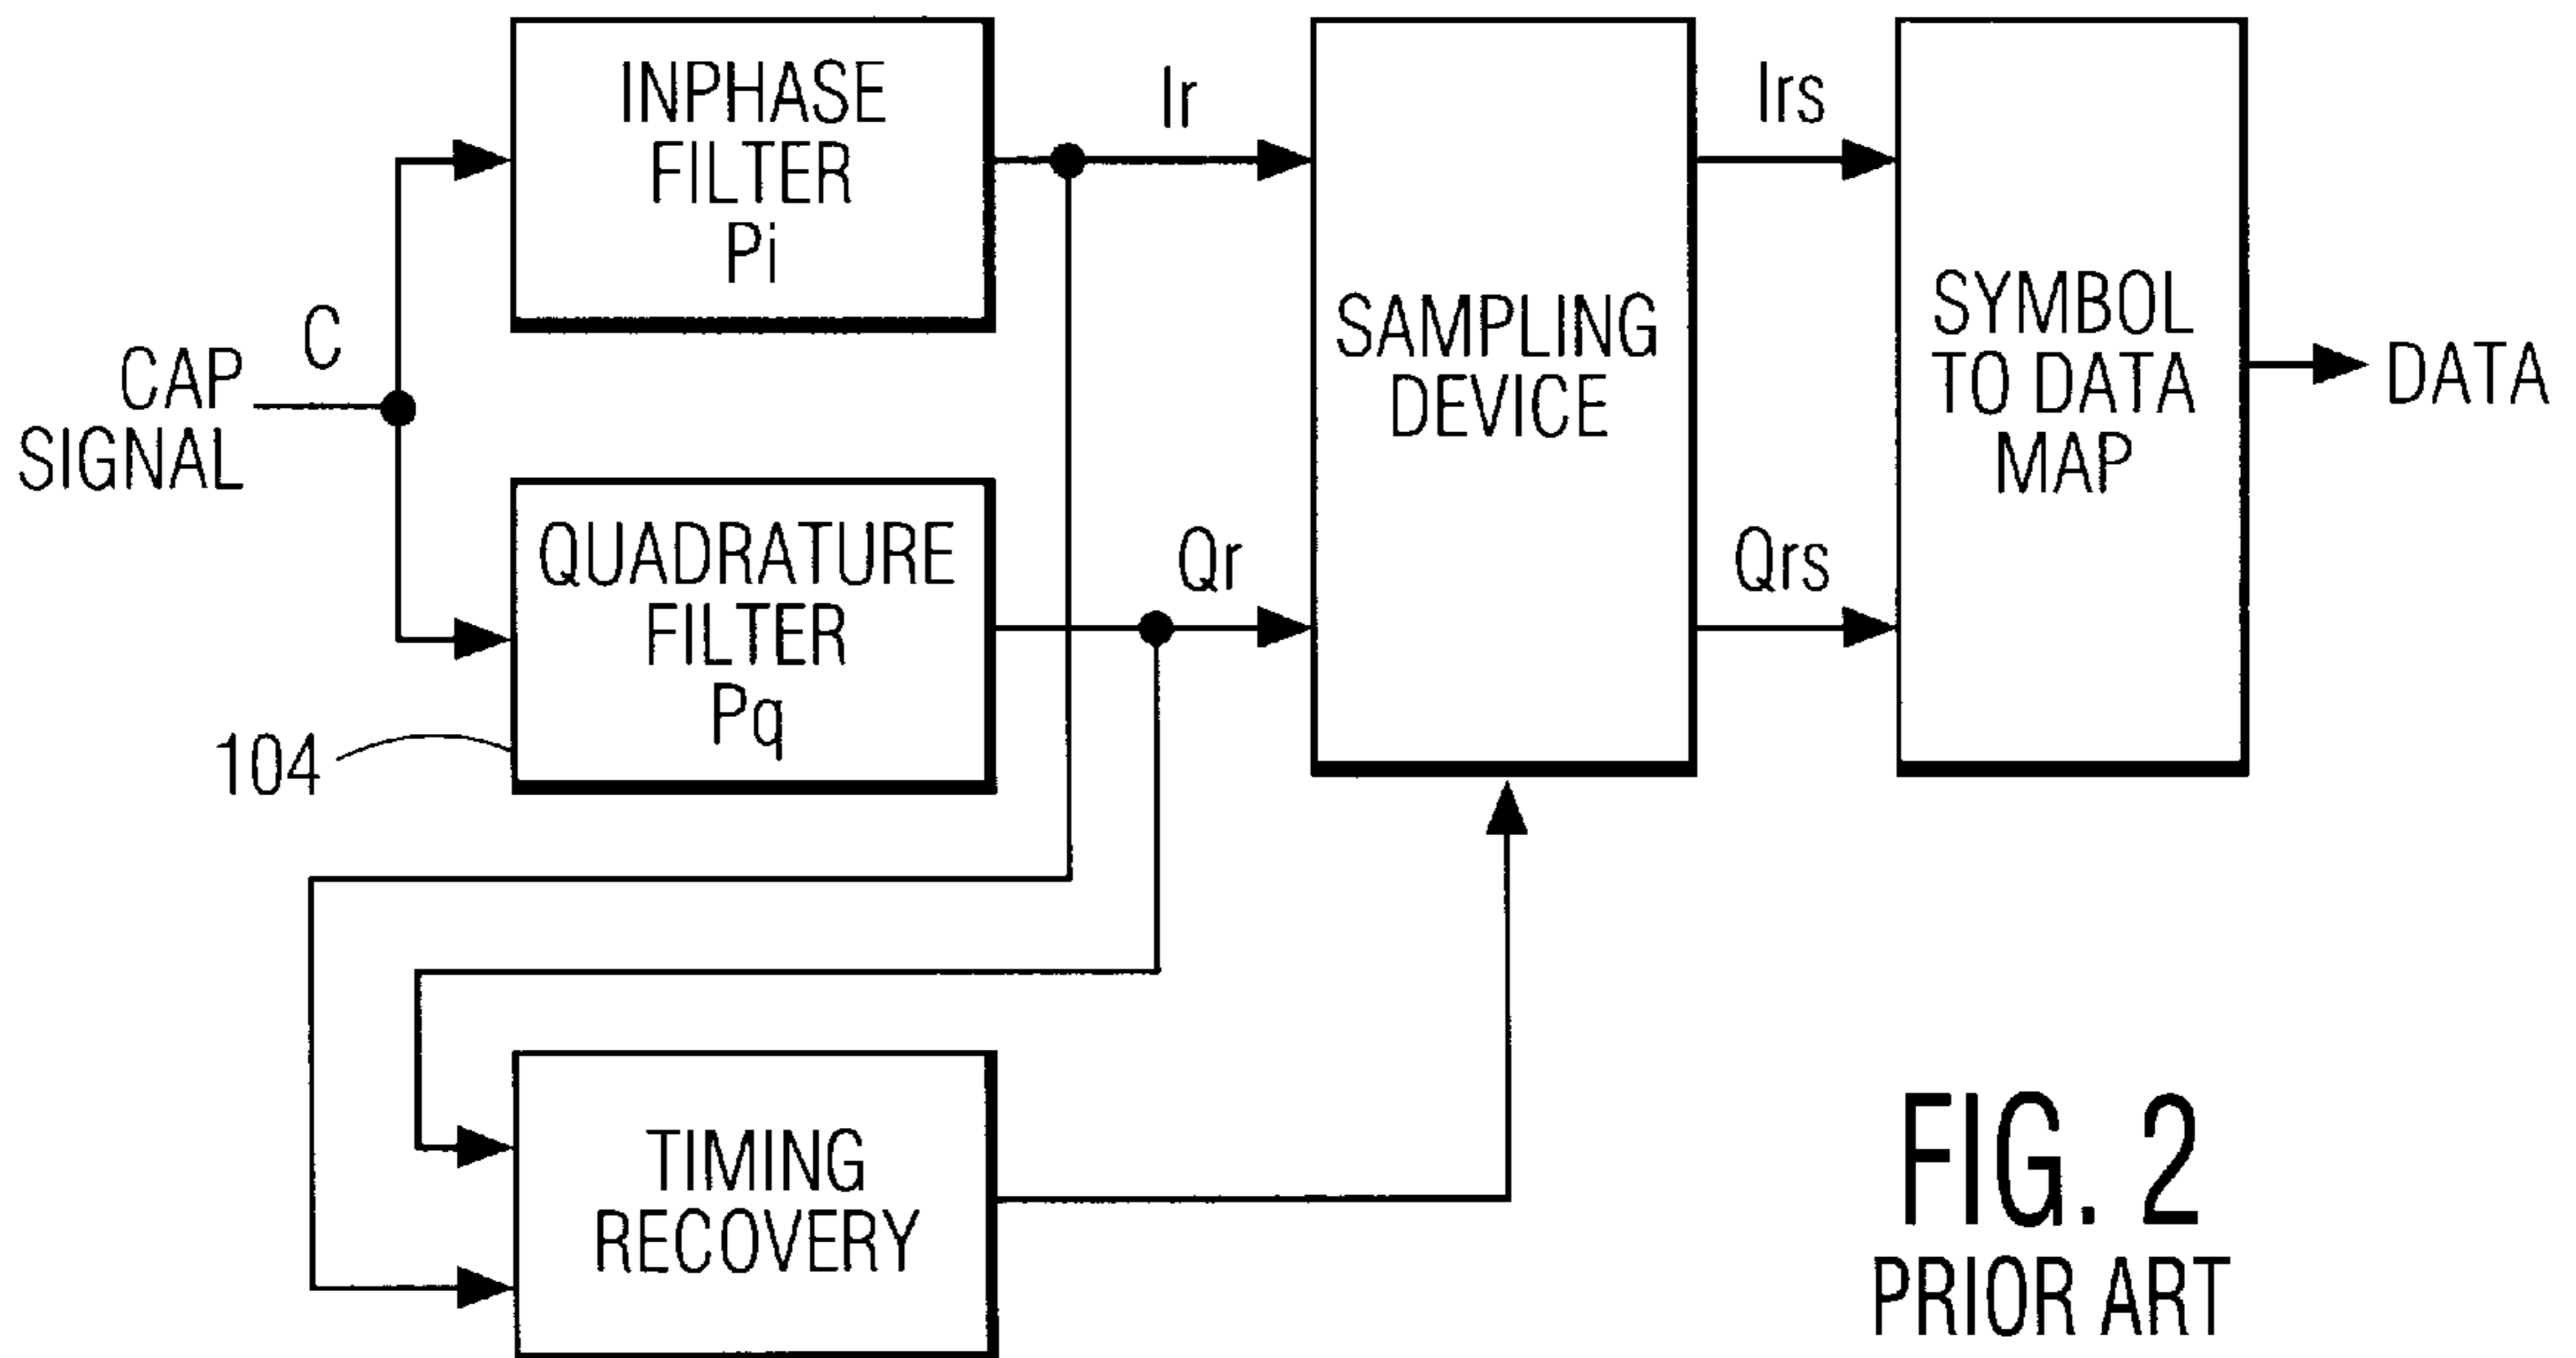 INPHASE
FILTER
Pi
Ir
Irs
C
CAP
SIGNAL
SAMPLING
DEVICE
SYMBOL
TO DATA
MAP
DATA
QUADRATURE
FILTER
Pq
Qr
Qrs
104
TIMING
RECOVERY
FIG. 2
PRIOR ART